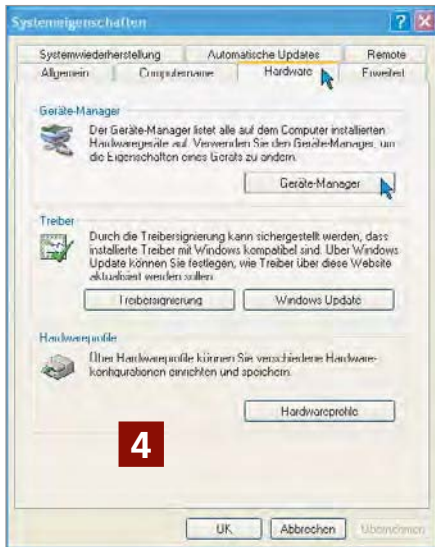 Systemeigenschaften
Systemwiederherstellung Automatische Updates Remote
Allgemein Computername Hardware Erweitert
Geräte-Manager
Der Geräte-Manager listet alle auf dem Computer installierten
Hardwaregeräte auf. Verwenden Sie den Geräte-Manager, um
die Eigenschaften eines Geräts zu ändern.
Geräte-Manager
Treiber
Durch die Treibersignierung kann sichergestellt werden, dass
installierte Treiber mit Windows kompatibel sind. Über Windows
Update können Sie festlegen, wie Treiber über diese Website
aktualisiert werden sollen.
Treibersignierung Windows Update
Hardwareprofile
Über Hardwareprofile können Sie verschiedene Hardware-
konfigurationen einrichten und speichern.
Hardwareprofile
4
OK Abbrechen Übernehmen